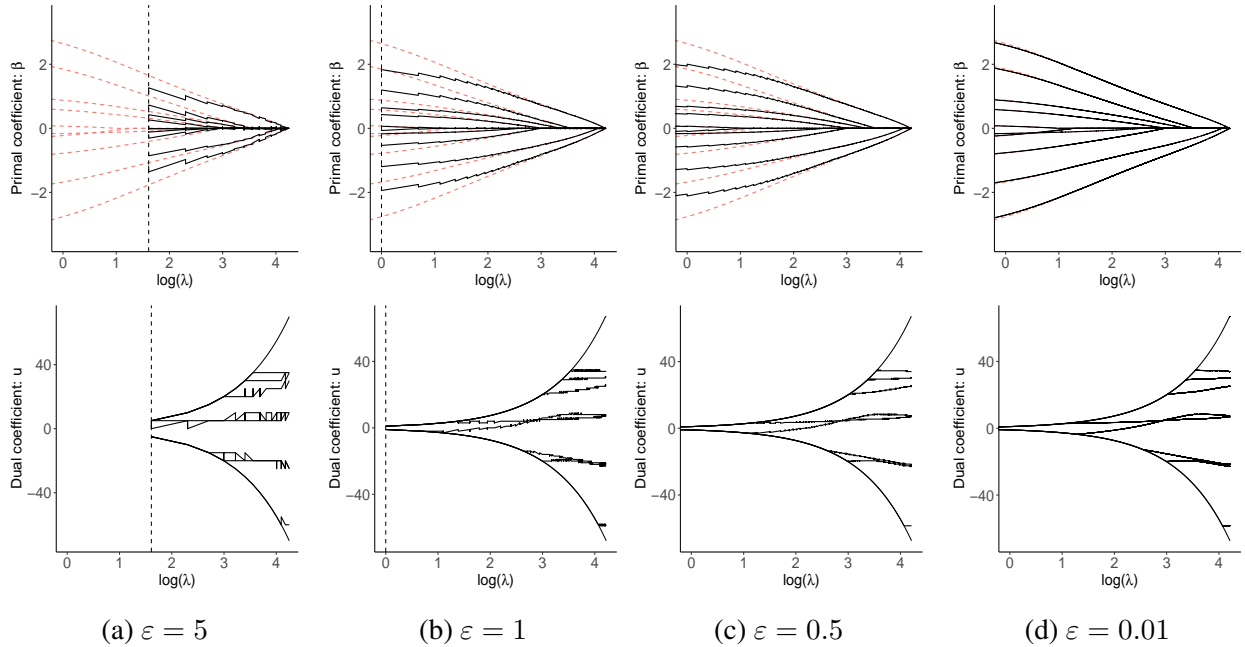 Primal coefficient: β
2
0
−2
0 1 2 3 4
log(λ)
Primal coefficient: β
2
0
−2
0 1 2 3 4
log(λ)
Primal coefficient: β
2
0
−2
0 1 2 3 4
log(λ)
Primal coefficient: β
2
0
−2
0 1 2 3 4
log(λ)
Dual coefficient: u
40
0
−40
0 1 2 3 4
log(λ)
Dual coefficient: u
40
0
−40
0 1 2 3 4
log(λ)
Dual coefficient: u
40
0
−40
0 1 2 3 4
log(λ)
Dual coefficient: u
40
0
−40
0 1 2 3 4
log(λ)
(a) ε = 5
(b) ε = 1
(c) ε = 0.5
(d) ε = 0.01